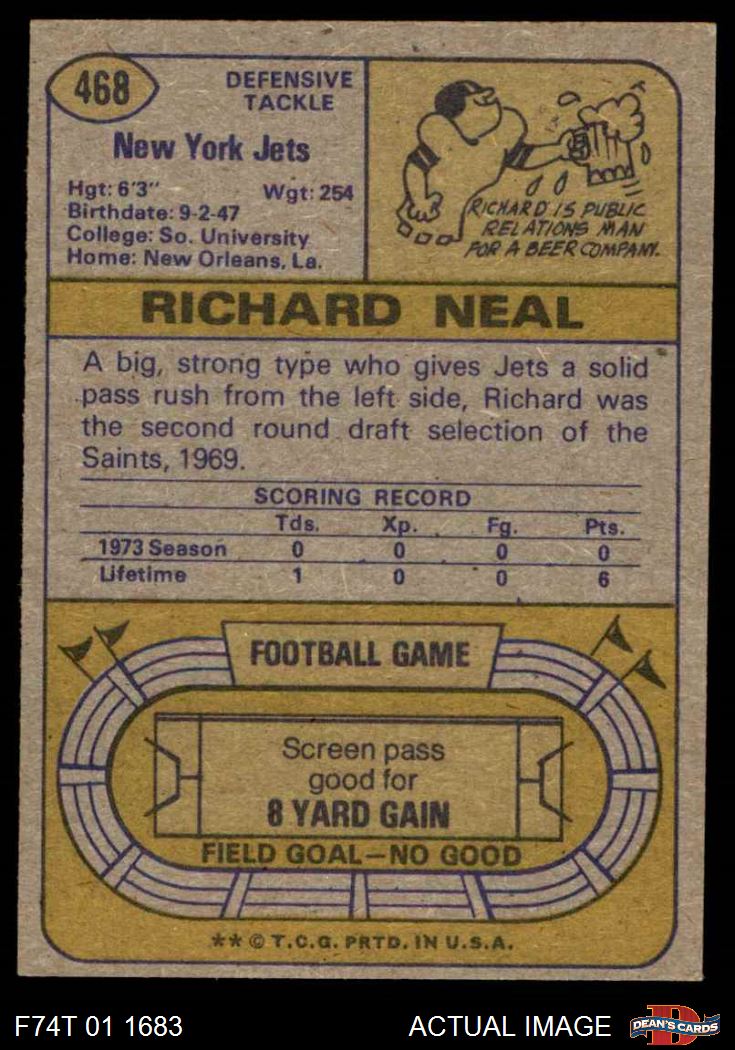 468
DEFENSIVE
TACKLE
New York Jets
Hgt: 6'3" Wgt: 254
Birthdate: 9-2-47
College: So. University
Home: New Orleans, La.
RICHARD IS PUBLIC
RELATIONS MAN
FOR A BEER COMPANY.
RICHARD NEAL
A big, strong type who gives Jets a solid
pass rush from the left side, Richard was
the second round draft selection of the
Saints, 1969.
SCORING RECORD
Tds. Xp. Fg. Pts.
1973 Season 0 0 0 0
Lifetime 1 0 0 6
FOOTBALL GAME
Screen pass
good for
8 YARD GAIN
FIELD GOAL—NO GOOD
** © T.C.G. PRTD. IN U.S.A.
F74T 01 1683 ACTUAL IMAGE
D
DEAN'S CARDS